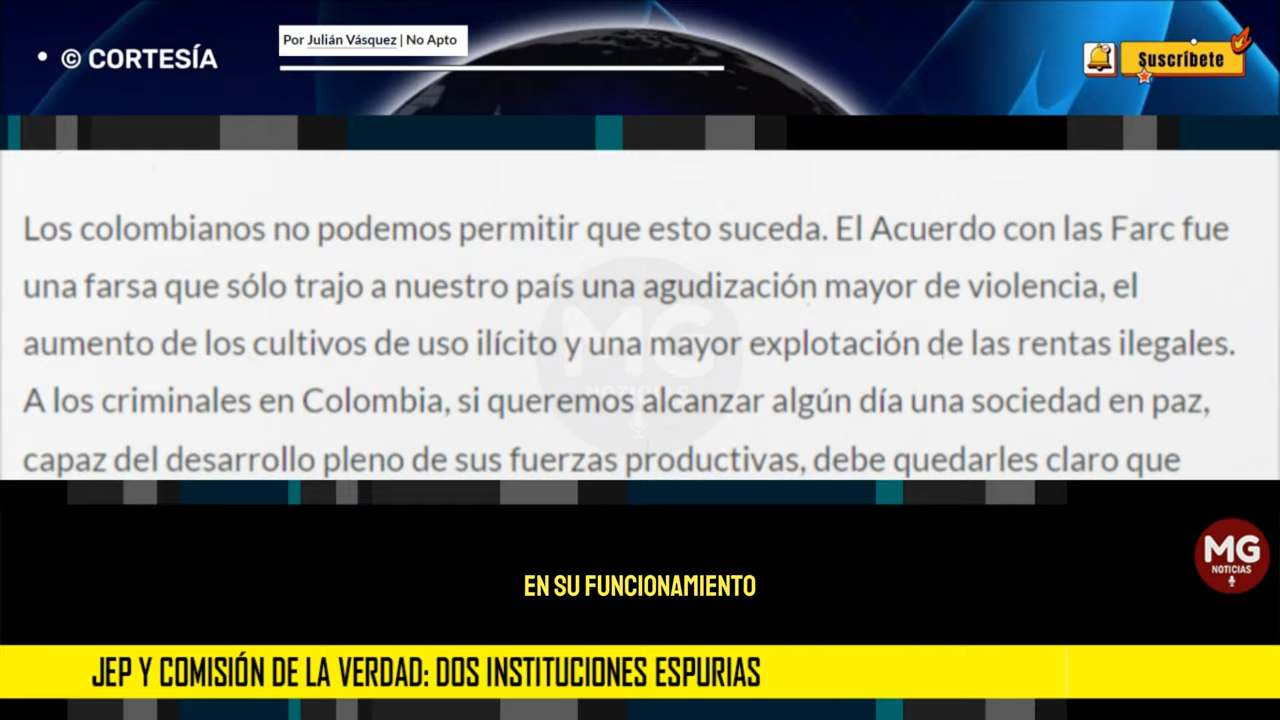 • © CORTESÍA
Por Julián Vásquez | No Apto
Suscríbete
Los colombianos no podemos permitir que esto suceda. El Acuerdo con las Farc fue
una farsa que sólo trajo a nuestro país una agudización mayor de violencia, el
aumento de los cultivos de uso ilícito y una mayor explotación de las rentas ilegales.
A los criminales en Colombia, si queremos alcanzar algún día una sociedad en paz,
capaz del desarrollo pleno de sus fuerzas productivas, debe quedarles claro que
MG
NOTICIAS
EN SU FUNCIONAMIENTO
MG
NOTICIAS
JEP Y COMISIÓN DE LA VERDAD: DOS INSTITUCIONES ESPURIAS